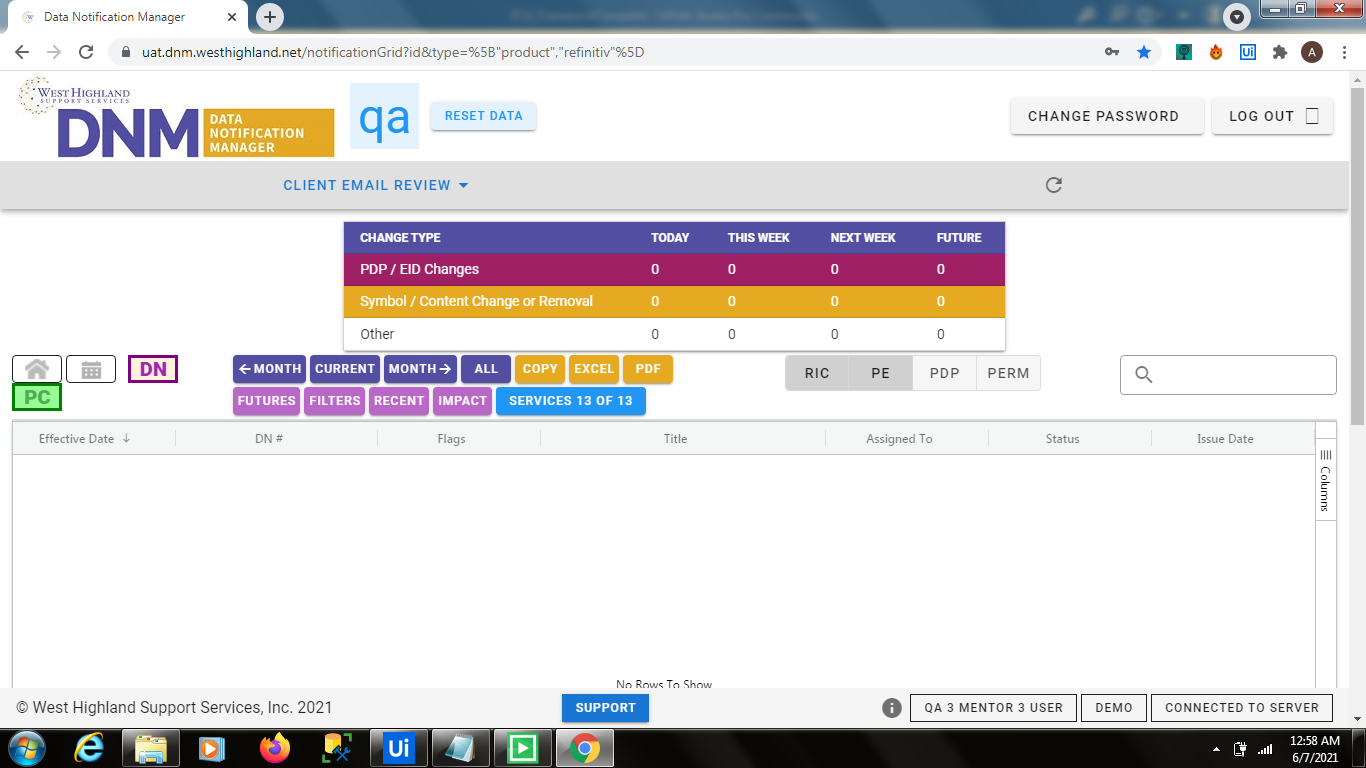 Data Notification Manager
uat.dnm.westhighland.net/notificationGrid?id&type=%5B"product","refinitiv"%5D
Ui
A
WEST HIGHLAND
SUPPORT SERVICES
DNM
DATA
NOTIFICATION
MANAGER
qa
RESET DATA
CHANGE PASSWORD
LOG OUT
CLIENT EMAIL REVIEW
CHANGE TYPE TODAY THIS WEEK NEXT WEEK FUTURE
PDP / EID Changes 0 0 0 0
Symbol / Content Change or Removal 0 0 0 0
Other 0 0 0 0
DN
PC
←MONTH CURRENT MONTH→ ALL COPY EXCEL PDF
FUTURES FILTERS RECENT IMPACT SERVICES 13 OF 13
RIC PE PDP PERM
Effective Date ↓ DN # Flags Title Assigned To Status Issue Date
Columns
No Rows To Show
© West Highland Support Services, Inc. 2021
SUPPORT
QA 3 MENTOR 3 USER
DEMO
CONNECTED TO SERVER
Ui
12:58 AM
6/7/2021